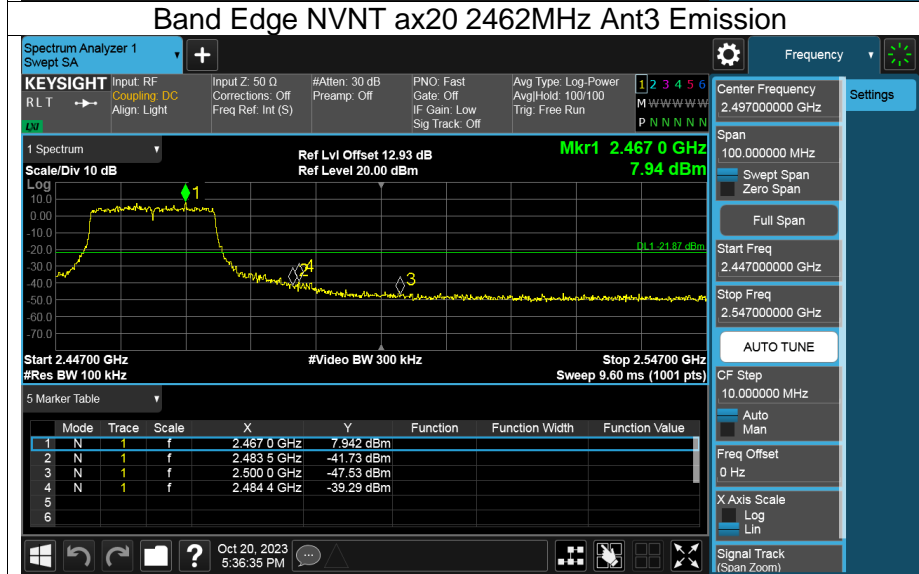 Band Edge NVNT ax20 2462MHz Ant3 Emission
Spectrum Analyzer 1
Swept SA
+
Frequency
KEYSIGHT
RLT
LXI
Input: RF
Coupling: DC
Align: Light
Input Z: 50 Ω
Corrections: Off
Freq Ref: Int (S)
#Atten: 30 dB
Preamp: Off
PNO: Fast
Gate: Off
IF Gain: Low
Sig Track: Off
Avg Type: Log-Power
Avg|Hold: 100/100
Trig: Free Run
1 2 3 4 5 6
M W W W W W
P N N N N N
1 Spectrum
Scale/Div 10 dB
Ref Lvl Offset 12.93 dB
Ref Level 20.00 dBm
Mkr1 2.467 0 GHz
7.94 dBm
Log
10.0
0.00
-10.0
-20.0
-30.0
-40.0
-50.0
-60.0
-70.0
1
2
4
3
DL1 -21.87 dBm
Start 2.44700 GHz
#Res BW 100 kHz
#Video BW 300 kHz
Stop 2.54700 GHz
Sweep 9.60 ms (1001 pts)
5 Marker Table
Mode Trace Scale X Y Function Function Width Function Value
1 N 1 f 2.467 0 GHz 7.942 dBm
2 N 1 f 2.483 5 GHz -41.73 dBm
3 N 1 f 2.500 0 GHz -47.53 dBm
4 N 1 f 2.484 4 GHz -39.29 dBm
5
6
?
Oct 20, 2023
5:36:35 PM
Center Frequency
2.497000000 GHz
Settings
Span
100.000000 MHz
Swept Span
Zero Span
Full Span
Start Freq
2.447000000 GHz
Stop Freq
2.547000000 GHz
AUTO TUNE
CF Step
10.000000 MHz
Auto
Man
Freq Offset
0 Hz
X Axis Scale
Log
Lin
Signal Track
(Span Zoom)